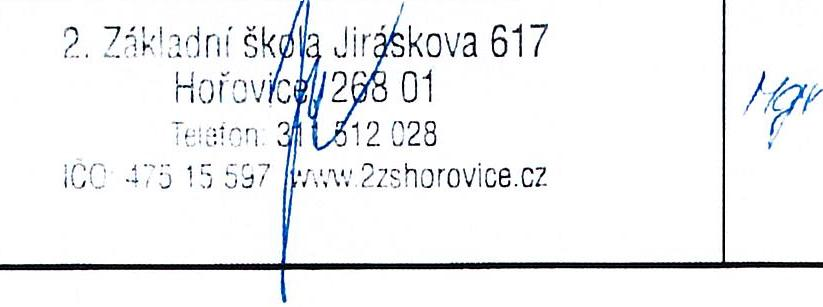 2. Základní škola Jiráskova 617
Hořovice, 268 01
Telefon: 311 512 028
IČO: 475 15 597 www.2zshorovice.cz
Mgr